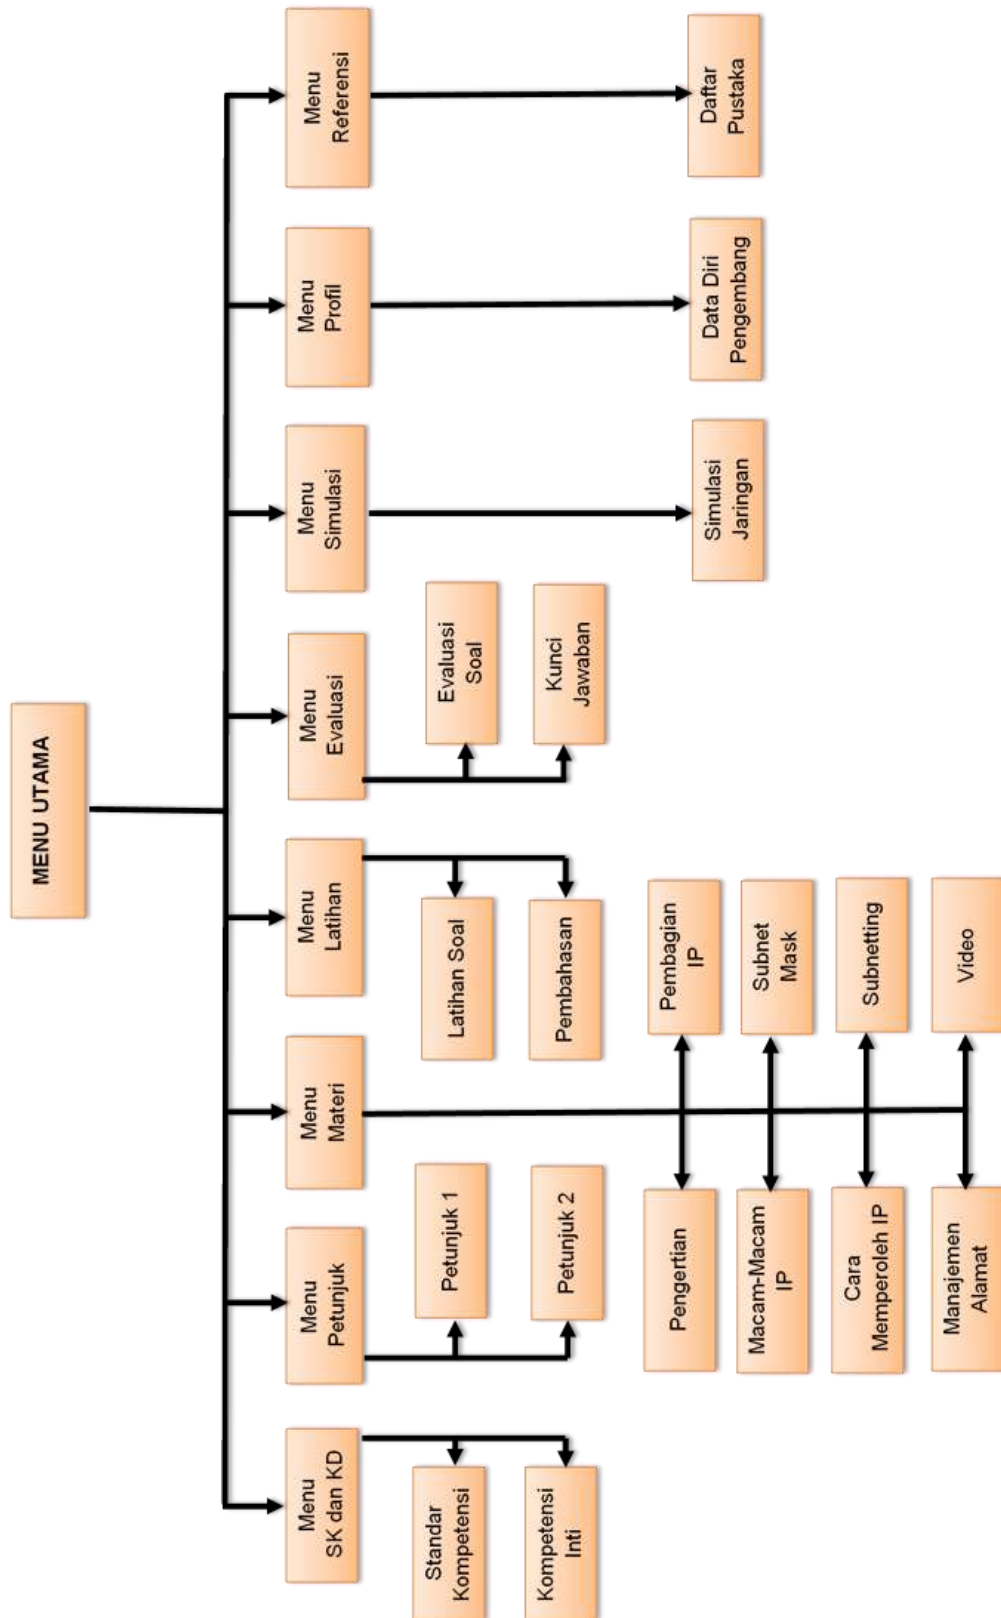 MENU UTAMA
Menu
SK dan KD
Menu
Petunjuk
Menu
Materi
Menu
Latihan
Menu
Evaluasi
Menu
Simulasi
Menu
Profil
Menu
Referensi
Standar
Kompetensi
Kompetensi
Inti
Petunjuk 1
Petunjuk 2
Pengertian
Pembagian
IP
Macam-Macam
IP
Subnet
Mask
Cara
Memperoleh IP
Subnetting
Manajemen
Alamat
Video
Latihan Soal
Pembahasan
Evaluasi
Soal
Kunci
Jawaban
Simulasi
Jaringan
Data Diri
Pengembang
Daftar
Pustaka